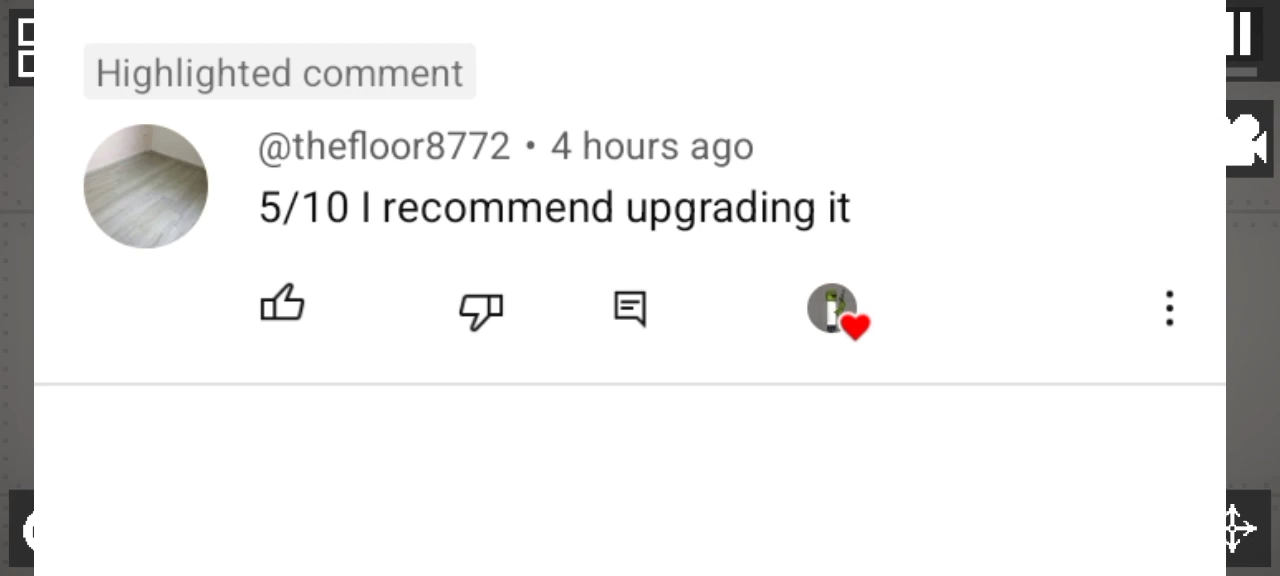 Highlighted comment
@thefloor8772 • 4 hours ago
5/10 I recommend upgrading it